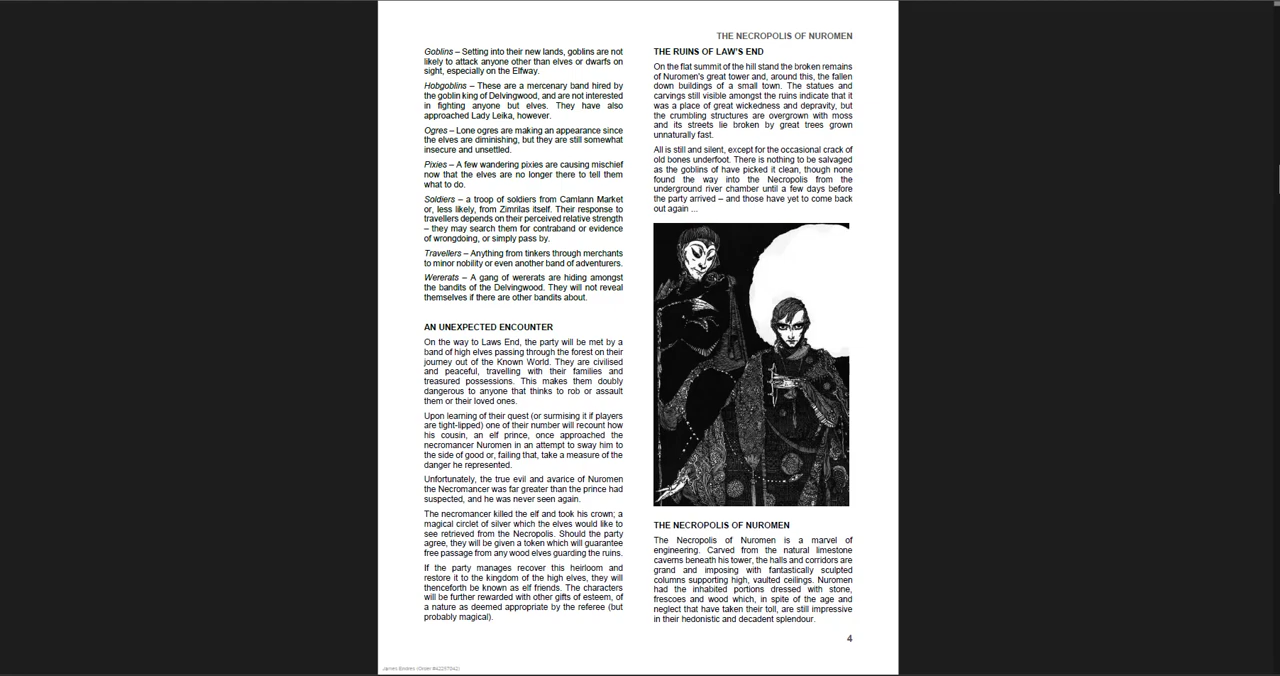 THE NECROPOLIS OF NUROMEN
Goblins – Setting into their new lands, goblins are not
likely to attack anyone other than elves or dwarfs on
sight, especially on the Elfway.
Hobgoblins – These are a mercenary band hired by
the goblin king of Delvingwood, and are not interested
in fighting anyone but elves. They have also
approached Lady Leika, however.
Ogres – Lone ogres are making an appearance since
the elves are diminishing, but they are still somewhat
insecure and unsettled.
Pixies – A few wandering pixies are causing mischief
now that the elves are no longer there to tell them
what to do.
Soldiers – a troop of soldiers from Camlann Market
or, less likely, from Zimrilas itself. Their response to
travellers depends on their perceived relative strength
– they may search them for contraband or evidence
of wrongdoing, or simply pass by.
Travellers – Anything from tinkers through merchants
to minor nobility or even another band of adventurers.
Wererats – A gang of wererats are hiding amongst
the bandits of the Delvingwood. They will not reveal
themselves if there are other bandits about.
AN UNEXPECTED ENCOUNTER
On the way to Laws End, the party will be met by a
band of high elves passing through the forest on their
journey out of the Known World. They are civilised
and peaceful, travelling with their families and
treasured possessions. This makes them doubly
dangerous to anyone that thinks to rob or assault
them or their loved ones.
Upon learning of their quest (or surmising it if players
are tight-lipped) one of their number will recount how
his cousin, an elf prince, once approached the
necromancer Nuromen in an attempt to sway him to
the side of good or, failing that, take a measure of the
danger he represented.
Unfortunately, the true evil and avarice of Nuromen
the Necromancer was far greater than the prince had
suspected, and he was never seen again.
The necromancer killed the elf and took his crown; a
magical circlet of silver which the elves would like to
see retrieved from the Necropolis. Should the party
agree, they will be given a token which will guarantee
free passage from any wood elves guarding the ruins.
If the party manages recover this heirloom and
restore it to the kingdom of the high elves, they will
thenceforth be known as elf friends. The characters
will be further rewarded with other gifts of esteem, of
a nature as deemed appropriate by the referee (but
probably magical).
THE RUINS OF LAW'S END
On the flat summit of the hill stand the broken remains
of Nuromen's great tower and, around this, the fallen
down buildings of a small town. The statues and
carvings still visible amongst the ruins indicate that it
was a place of great wickedness and depravity, but
the crumbling structures are overgrown with moss
and its streets lie broken by great trees grown
unnaturally fast.
All is still and silent, except for the occasional crack of
old bones underfoot. There is nothing to be salvaged
as the goblins of have picked it clean, though none
found the way into the Necropolis from the
underground river chamber until a few days before
the party arrived – and those have yet to come back
out again ...
THE NECROPOLIS OF NUROMEN
The Necropolis of Nuromen is a marvel of
engineering. Carved from the natural limestone
caverns beneath his tower, the halls and corridors are
grand and imposing with fantastically sculpted
columns supporting high, vaulted ceilings. Nuromen
had the inhabited portions dressed with stone,
frescoes and wood which, in spite of the age and
neglect that have taken their toll, are still impressive
in their hedonistic and decadent splendour.
4
(Order #42257042)